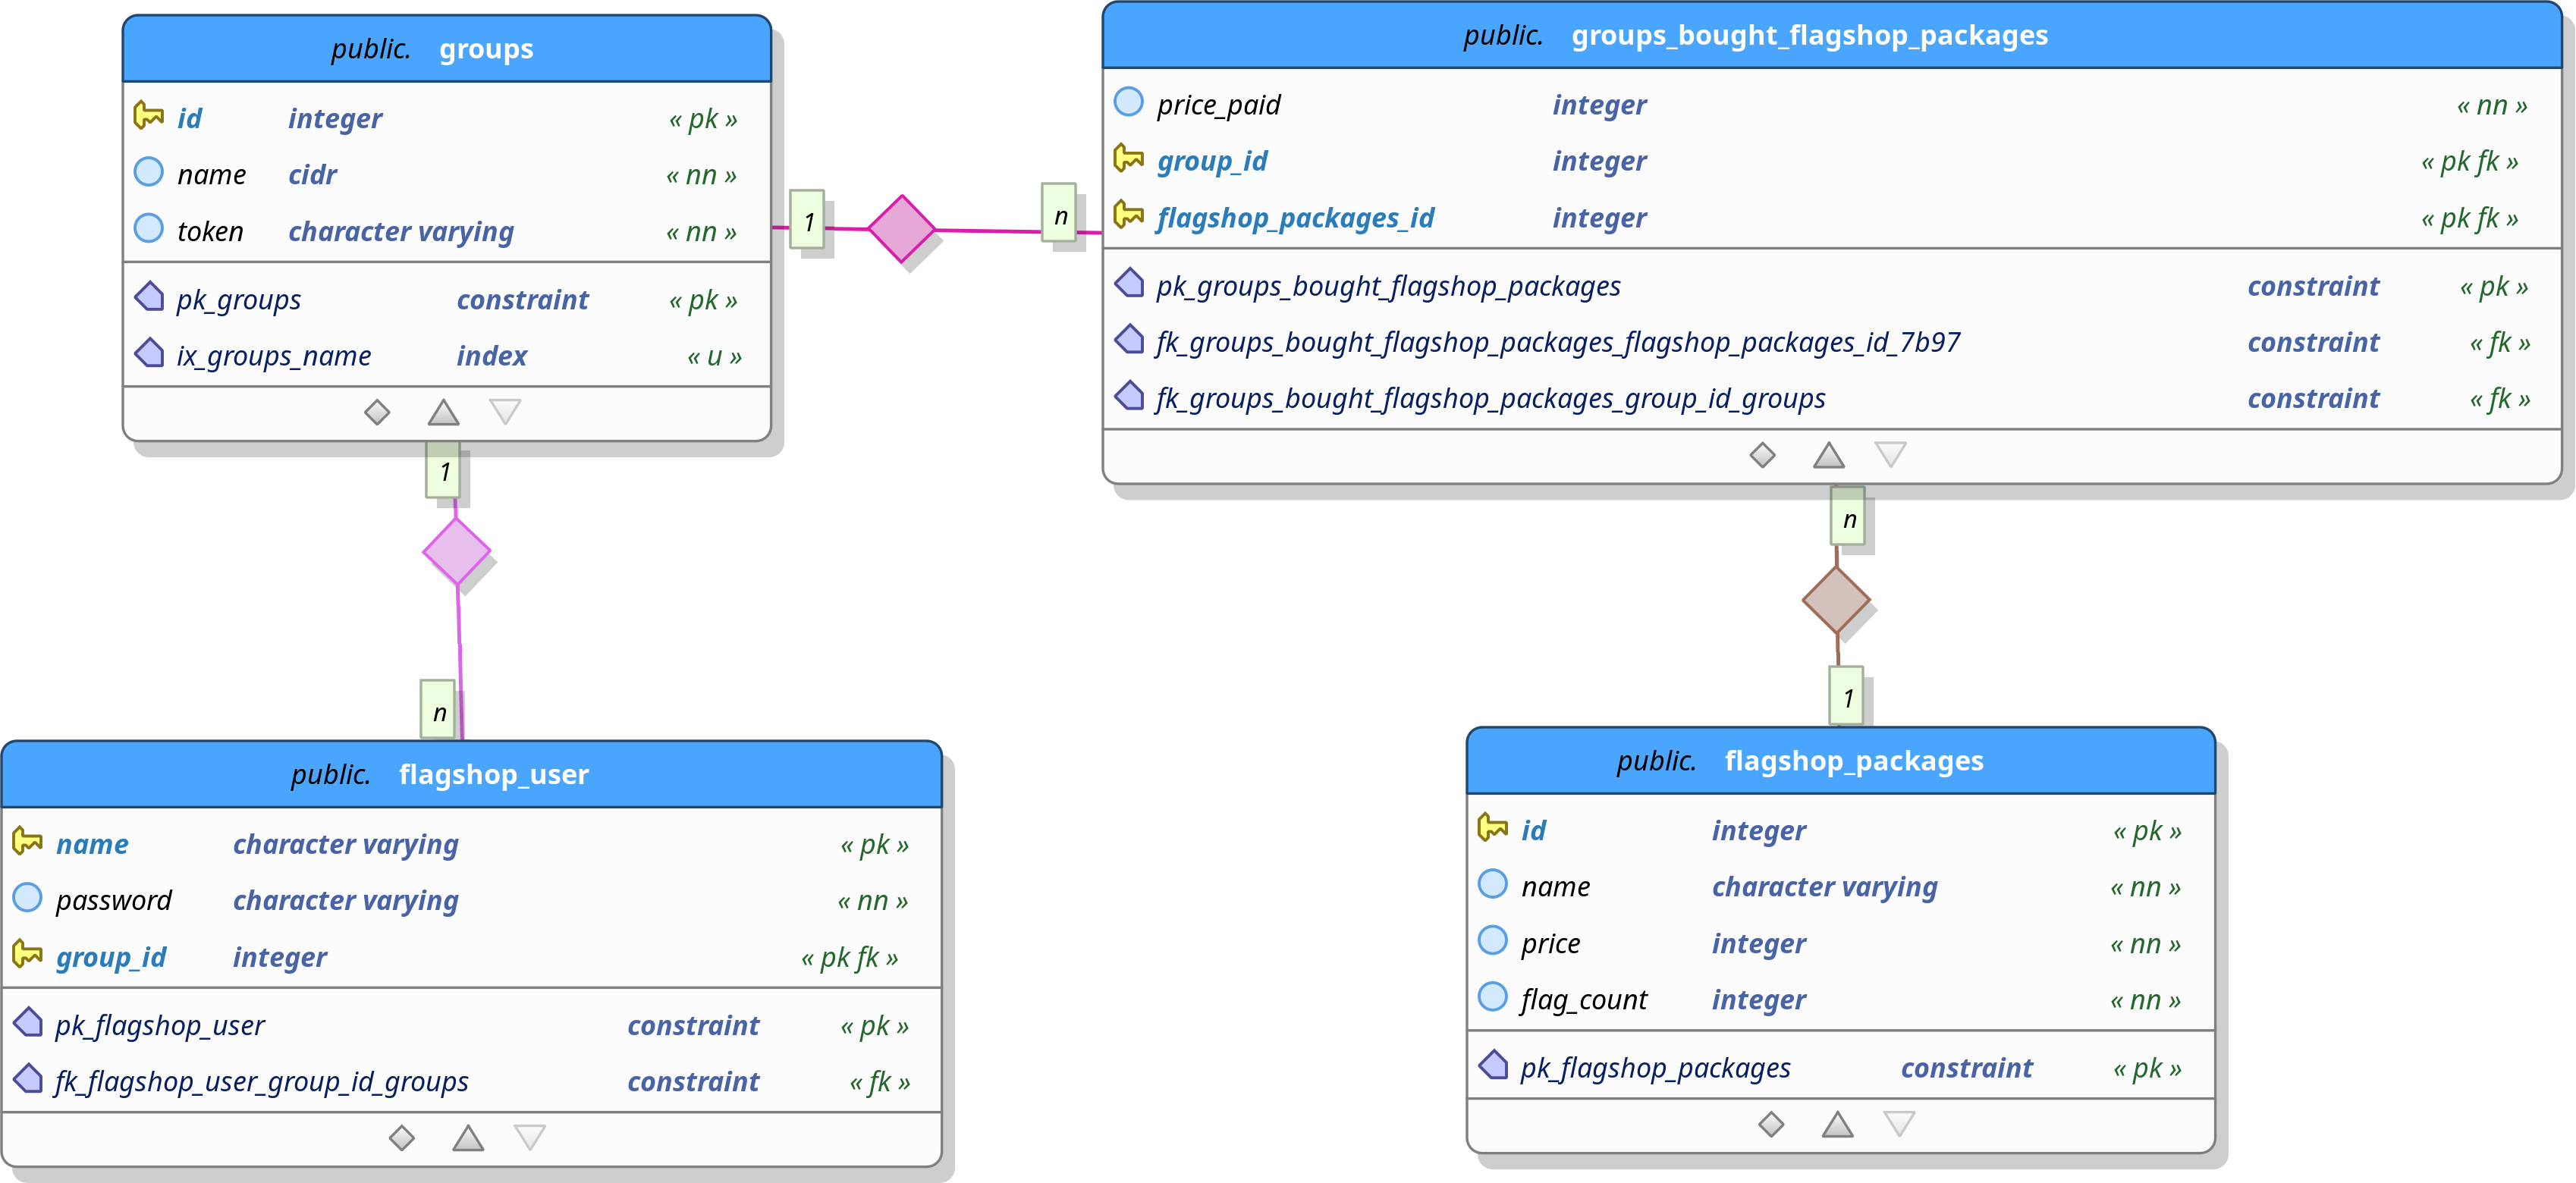 public. groups
id integer « pk »
name cidr « nn »
token character varying « nn »
pk_groups constraint « pk »
ix_groups_name index « u »
public. groups_bought_flagshop_packages
price_paid integer « nn »
group_id integer « pk fk »
flagshop_packages_id integer « pk fk »
pk_groups_bought_flagshop_packages constraint « pk »
fk_groups_bought_flagshop_packages_flagshop_packages_id_7b97 constraint « fk »
fk_groups_bought_flagshop_packages_group_id_groups constraint « fk »
1
n
1
n
n
1
public. flagshop_user
name character varying « pk »
password character varying « nn »
group_id integer « pk fk »
pk_flagshop_user constraint « pk »
fk_flagshop_user_group_id_groups constraint « fk »
public. flagshop_packages
id integer « pk »
name character varying « nn »
price integer « nn »
flag_count integer « nn »
pk_flagshop_packages constraint « pk »